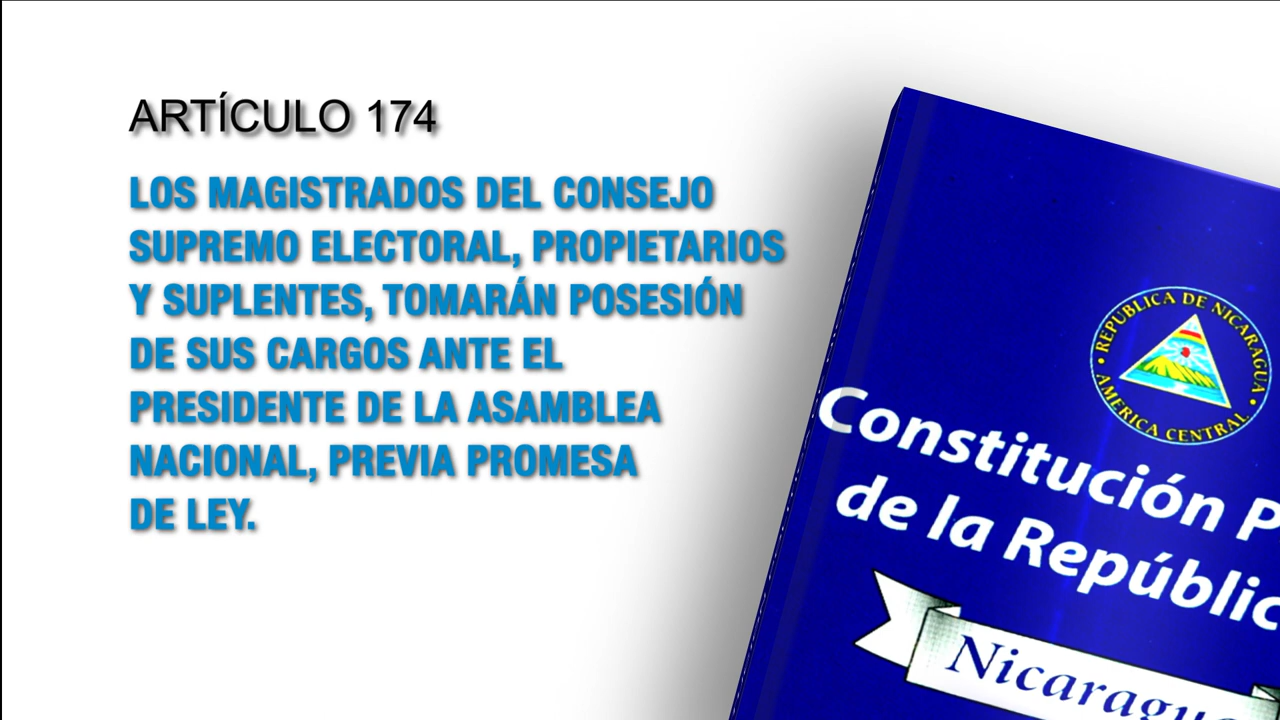 ARTÍCULO 174
LOS MAGISTRADOS DEL CONSEJO
SUPREMO ELECTORAL, PROPIETARIOS
Y SUPLENTES, TOMARÁN POSESIÓN
DE SUS CARGOS ANTE EL
PRESIDENTE DE LA ASAMBLEA
NACIONAL, PREVIA PROMESA
DE LEY.
REPUBLICA DE NICARAGUA
AMERICA CENTRAL
Constitución P
de la Repúblic
Nicaragu